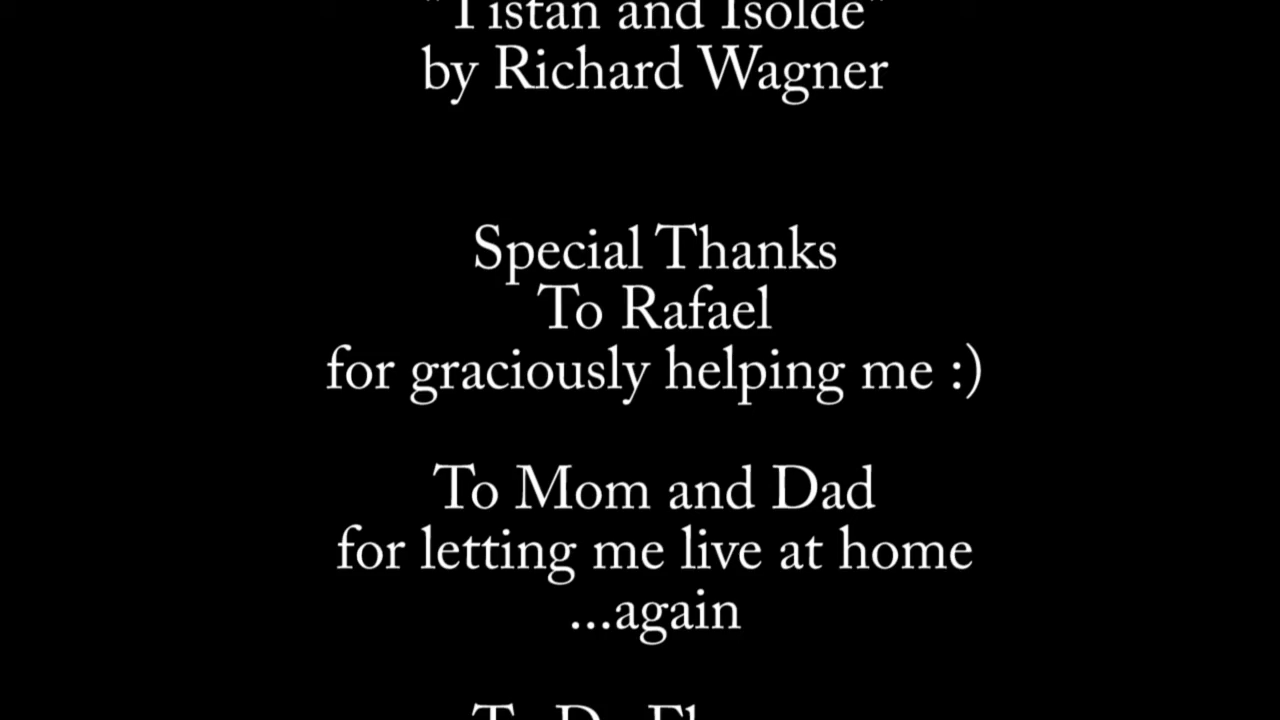 "Tistan and Isolde"
by Richard Wagner
Special Thanks
To Rafael
for graciously helping me :)
To Mom and Dad
for letting me live at home
...again
To